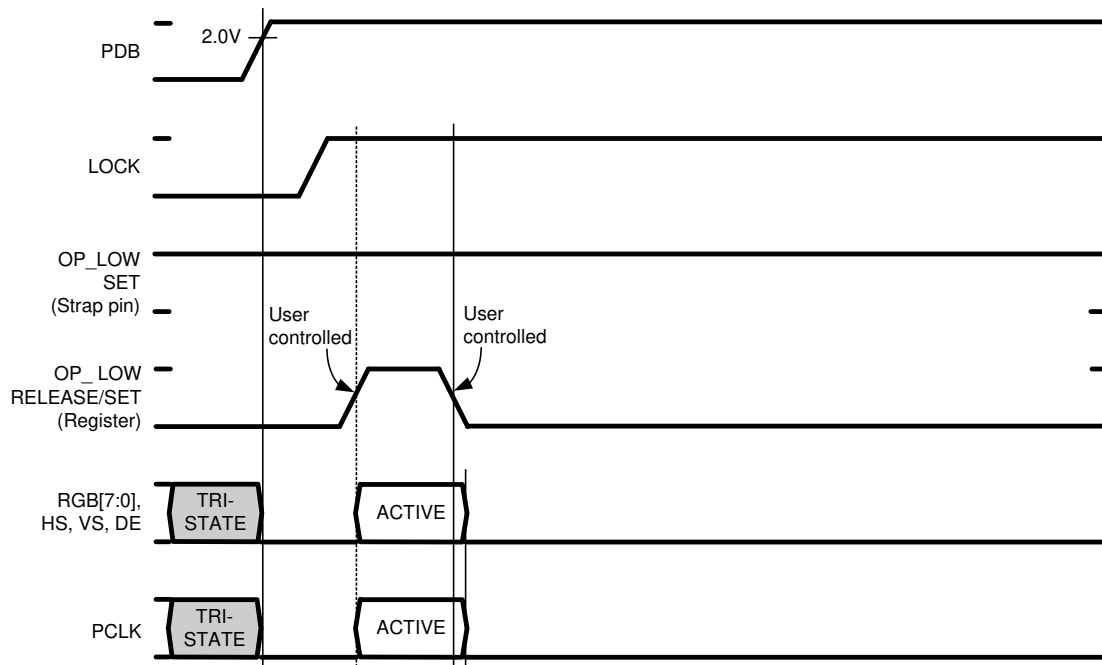 PDB
2.0V
LOCK
OP_LOW
SET
(Strap pin)
User
controlled
User
controlled
OP_ LOW
RELEASE/SET
(Register)
RGB[7:0],
HS, VS, DE
TRI-
STATE
ACTIVE
PCLK
TRI-
STATE
ACTIVE